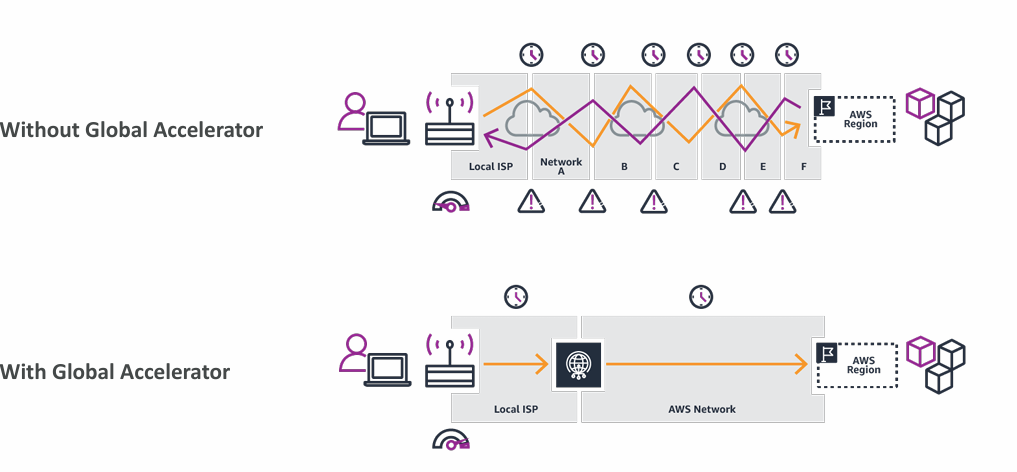 Without Global Accelerator
AWS
Region
Local ISP
Network
A
B
C
D
E
F
With Global Accelerator
AWS
Region
Local ISP
AWS Network